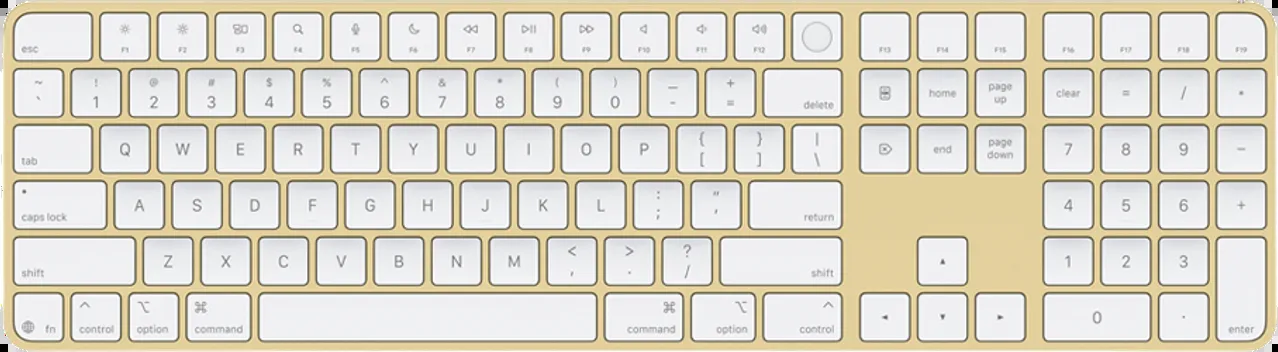 esc F1 F2 F3 F4 F5 F6 F7 F8 F9 F10 F11 F12 F13 F14 F15 F16 F17 F18 F19
~ ! @ # $ % ^ & * ( ) — +
` 1 2 3 4 5 6 7 8 9 0 - = delete home page up clear = / *
tab Q W E R T Y U I O P { [ } ] | \ end page down 7 8 9 −
caps lock A S D F G H J K L : ; " ' return 4 5 6 +
shift Z X C V B N M < , > . ? / shift ▲ 1 2 3
fn ^ control ⌥ option ⌘ command ⌘ command ⌥ option ^ control ◄ ▼ ► 0 . enter